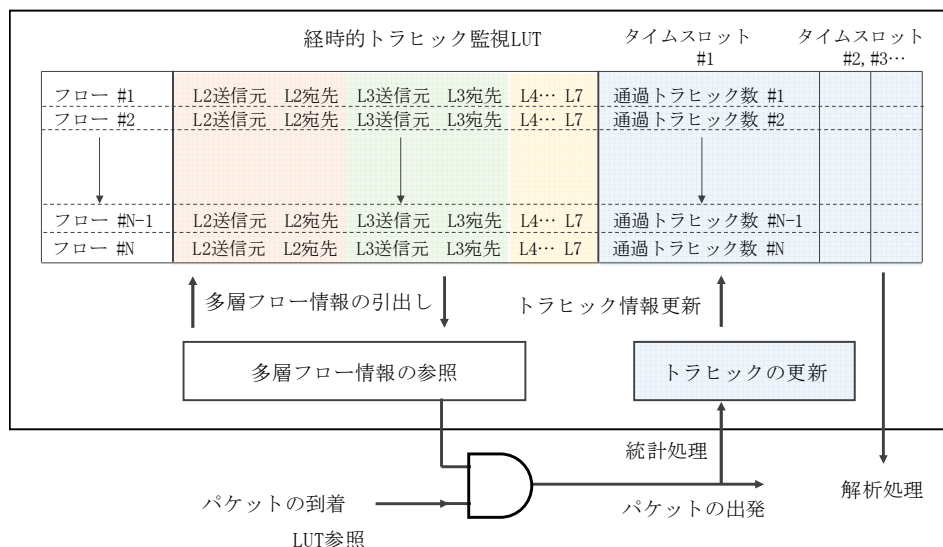 経時的トラヒック監視LUT
タイムスロット
#1
タイムスロット
#2,#3…
フロー #1 L2送信元 L2宛先 L3送信元 L3宛先 L4… L7 通過トラヒック数 #1
フロー #2 L2送信元 L2宛先 L3送信元 L3宛先 L4… L7 通過トラヒック数 #2
フロー #N-1 L2送信元 L2宛先 L3送信元 L3宛先 L4… L7 通過トラヒック数 #N-1
フロー #N L2送信元 L2宛先 L3送信元 L3宛先 L4… L7 通過トラヒック数 #N
多層フロー情報の引出し
トラヒック情報更新
多層フロー情報の参照
トラヒックの更新
統計処理
パケットの到着
パケットの出発
解析処理
LUT参照